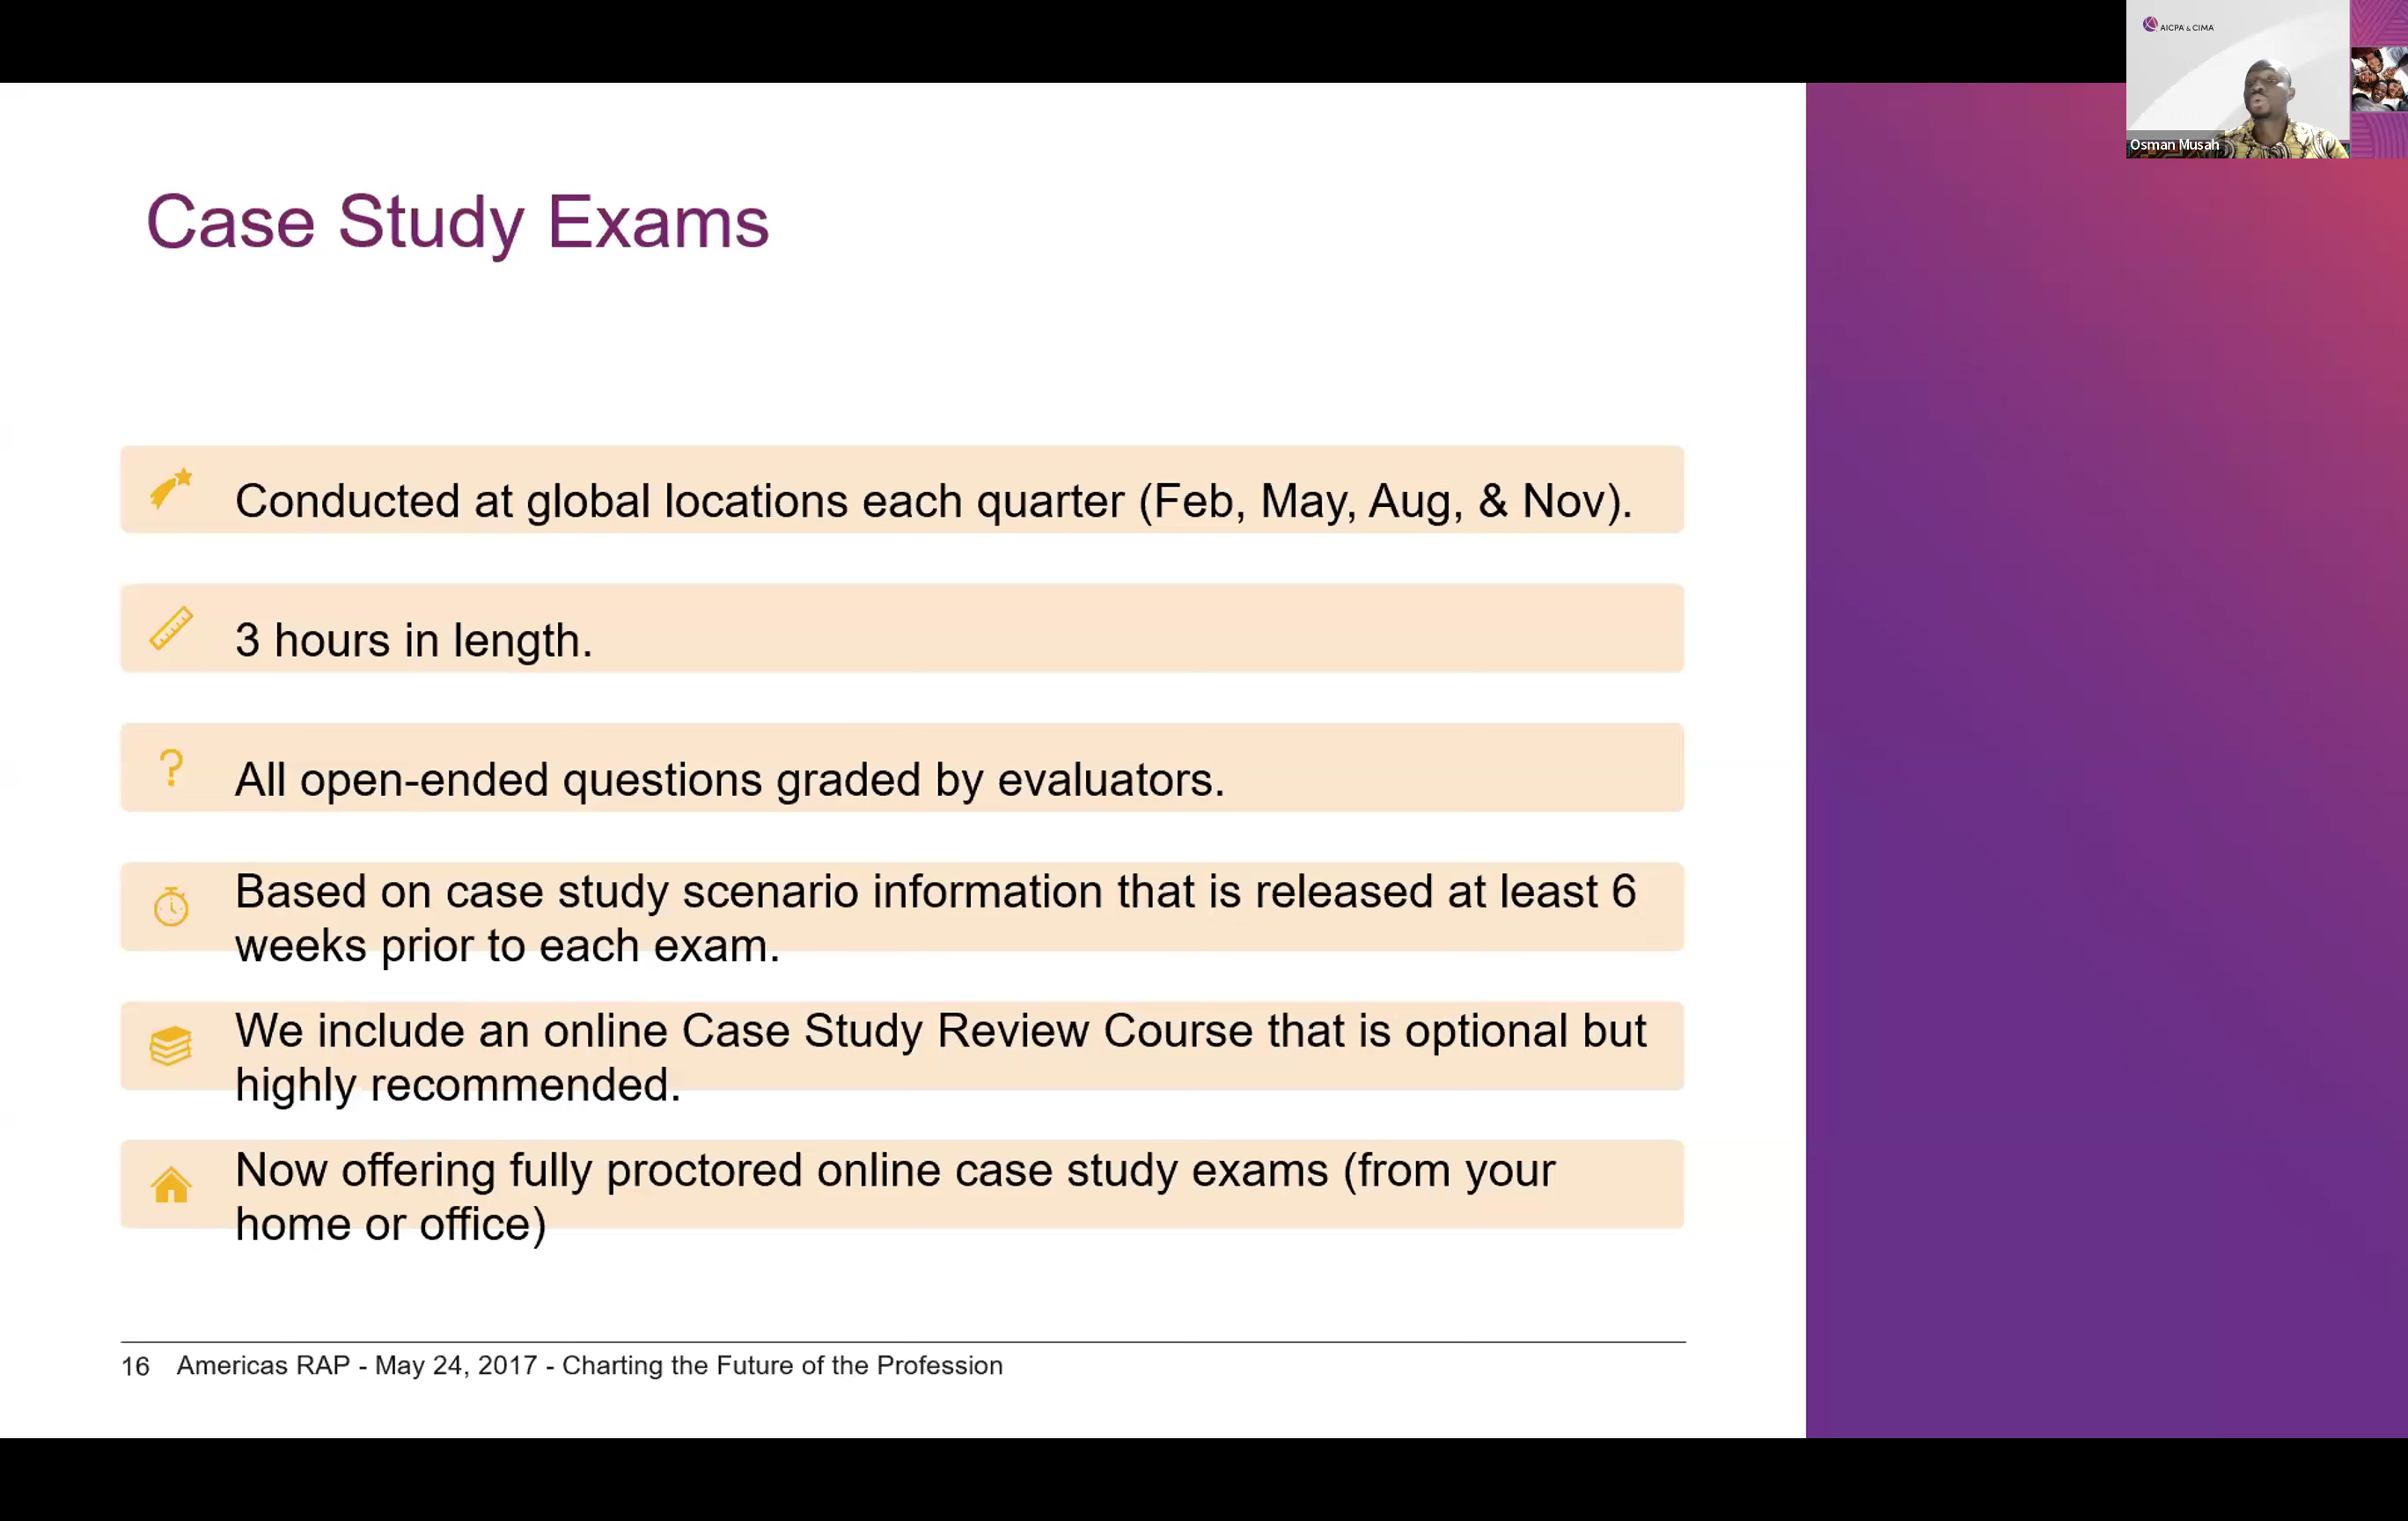 AICPA & CIMA
Osman Musah
Case Study Exams
Conducted at global locations each quarter (Feb, May, Aug, & Nov).
3 hours in length.
All open-ended questions graded by evaluators.
Based on case study scenario information that is released at least 6
weeks prior to each exam.
We include an online Case Study Review Course that is optional but
highly recommended.
Now offering fully proctored online case study exams (from your
home or office)
16 Americas RAP - May 24, 2017 - Charting the Future of the Profession